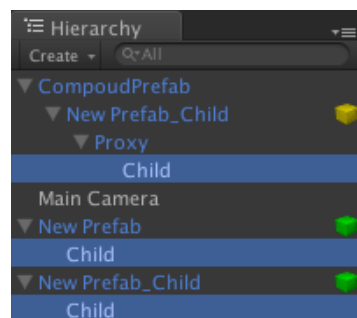 Hierarchy
Create
All
CompoudPrefab
New Prefab_Child
Proxy
Child
Main Camera
New Prefab
Child
New Prefab_Child
Child